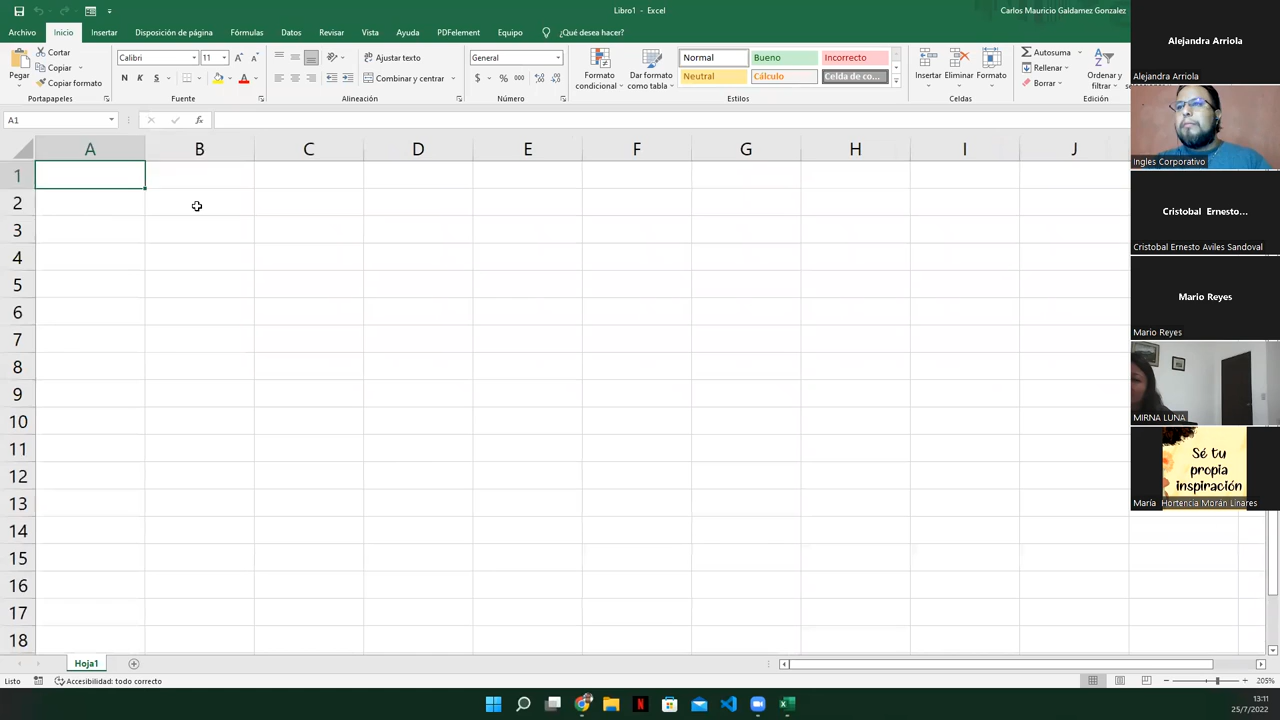 Libro1 - Excel
Carlos Mauricio Galdamez Gonzalez
Archivo Inicio Insertar Disposición de página Fórmulas Datos Revisar Vista Ayuda PDFelement Equipo ¿Qué desea hacer?
Pegar
Cortar
Copiar
Portapapeles
Calibri 11
N K S
Fuente
Ajustar texto
Combinar y centrar
Alineación
General
$ % 000
Número
Formato condicional
Dar formato como tabla
Normal Bueno Incorrecto
Neutral Cálculo Celda de co...
Estilos
Insertar Eliminar Formato
Celdas
Autosuma
Rellenar
Borrar
Ordenar y filtrar
Edición
A1 fx
A B C D E F G H I J
1
2
3
4
5
6
7
8
9
10
11
12
13
14
15
16
17
18
Hoja1
Listo Accesibilidad: todo correcto 205%
Alejandra Arriola
Alejandra Arriola
Ingles Corporativo
Cristobal Ernesto...
Cristobal Ernesto Aviles Sandoval
Mario Reyes
Mario Reyes
MIRNA LUNA
Sé tu
propia
inspiración
María Hortencia Morán Linares
13:11
25/7/2022